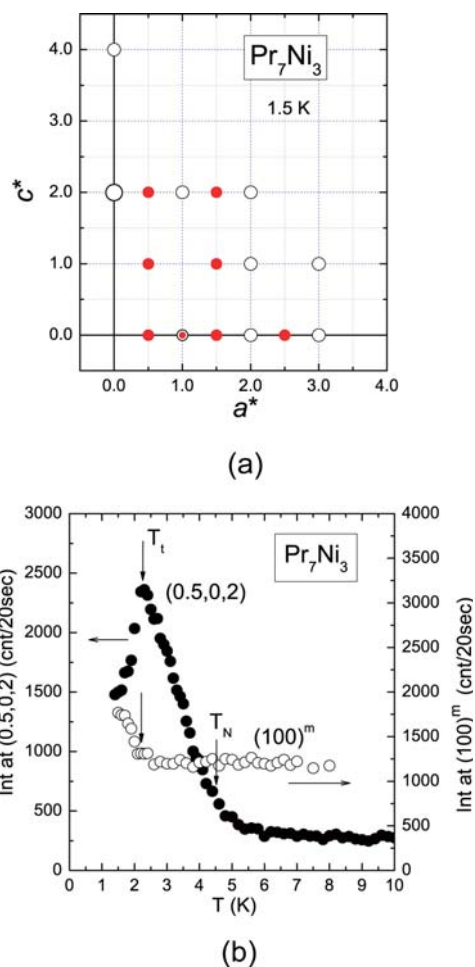 Pr₇Ni₃
1.5 K
4.0
3.0
2.0
1.0
0.0
c*
0.0 1.0 2.0 3.0 4.0
a*
(a)
3000
2500
2000
1500
1000
500
0
Int at (0.5,0,2) (cnt/20sec)
Tₜ
(0.5,0,2)
Pr₇Ni₃
T_N
(100)ᵐ
4000
3500
3000
2500
2000
1500
1000
500
0
Int at (100)ᵐ (cnt/20sec)
0 1 2 3 4 5 6 7 8 9 10
T (K)
(b)